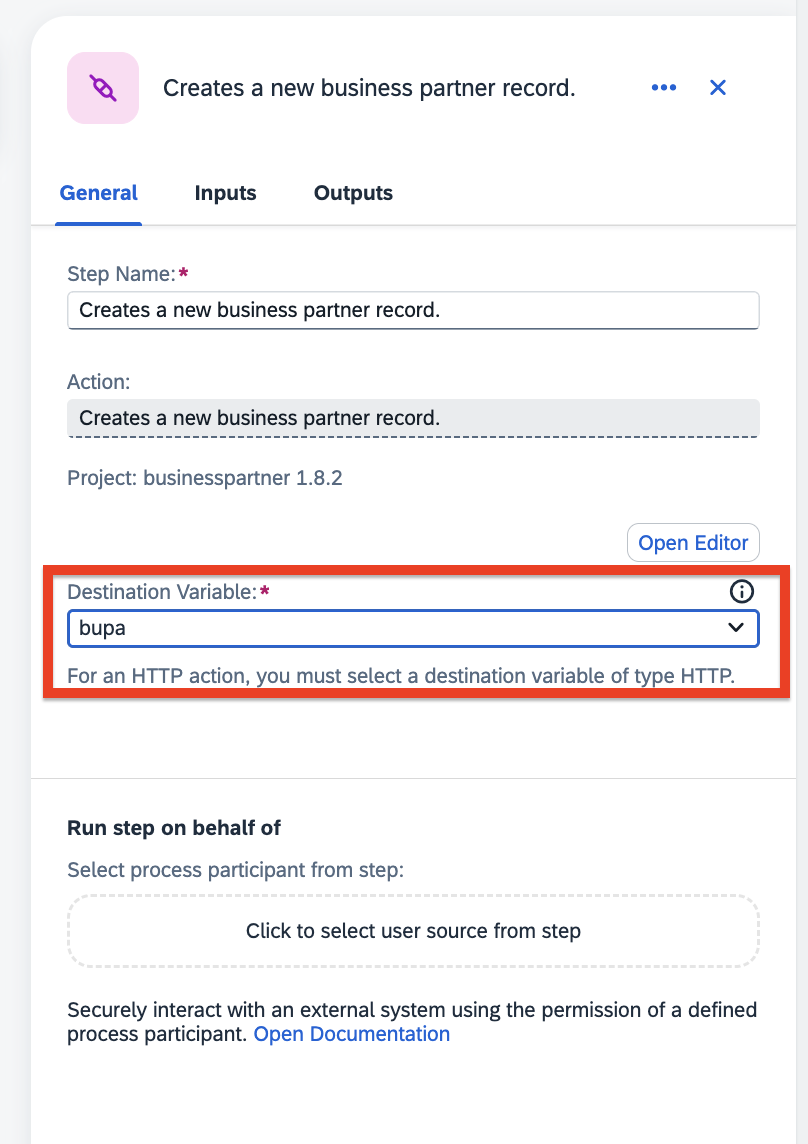 Creates a new business partner record.
General Inputs Outputs
Step Name:*
Creates a new business partner record.
Action:
Creates a new business partner record.
Project: businesspartner 1.8.2
Open Editor
Destination Variable:*
bupa
For an HTTP action, you must select a destination variable of type HTTP.
Run step on behalf of
Select process participant from step:
Click to select user source from step
Securely interact with an external system using the permission of a defined
process participant. Open Documentation